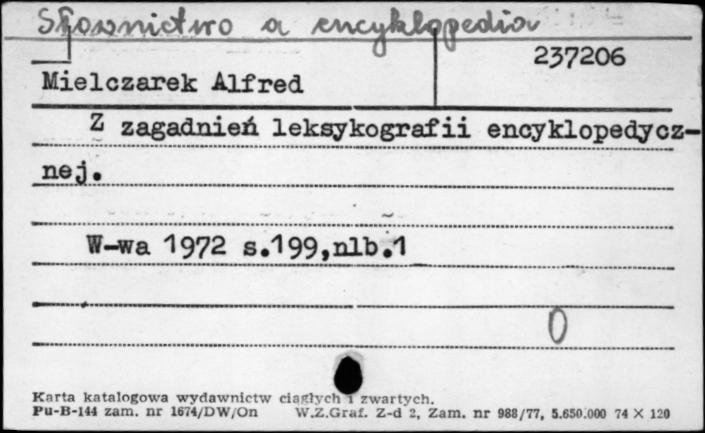 Słownictwo a encyklopedia
237206
Mielczarek Alfred
Z zagadnień leksykografii encyklopedycz-
nej.
W-wa 1972 s.199,nlb.1
0
Karta katalogowa wydawnictw ciągłych i zwartych.
Pu-B-144 zam. nr 1674/DW/On W.Z.Graf. Z-d 2, Zam. nr 988/77, 5.650.000 74 × 120